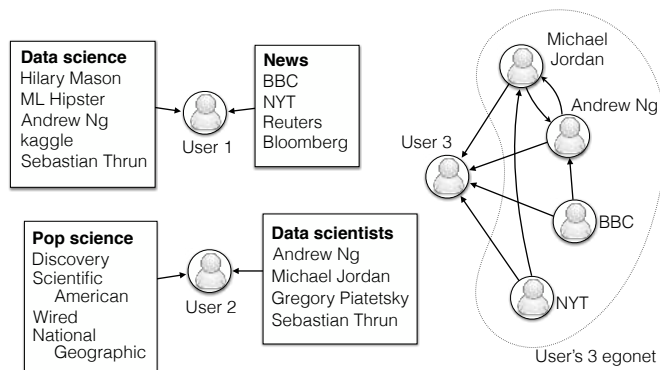 Data science
Hilary Mason
ML Hipster
Andrew Ng
kaggle
Sebastian Thrun
User 1
News
BBC
NYT
Reuters
Bloomberg
Pop science
Discovery
Scientific
American
Wired
National
Geographic
User 2
Data scientists
Andrew Ng
Michael Jordan
Gregory Piatetsky
Sebastian Thrun
Michael
Jordan
Andrew Ng
User 3
BBC
NYT
User's 3 egonet